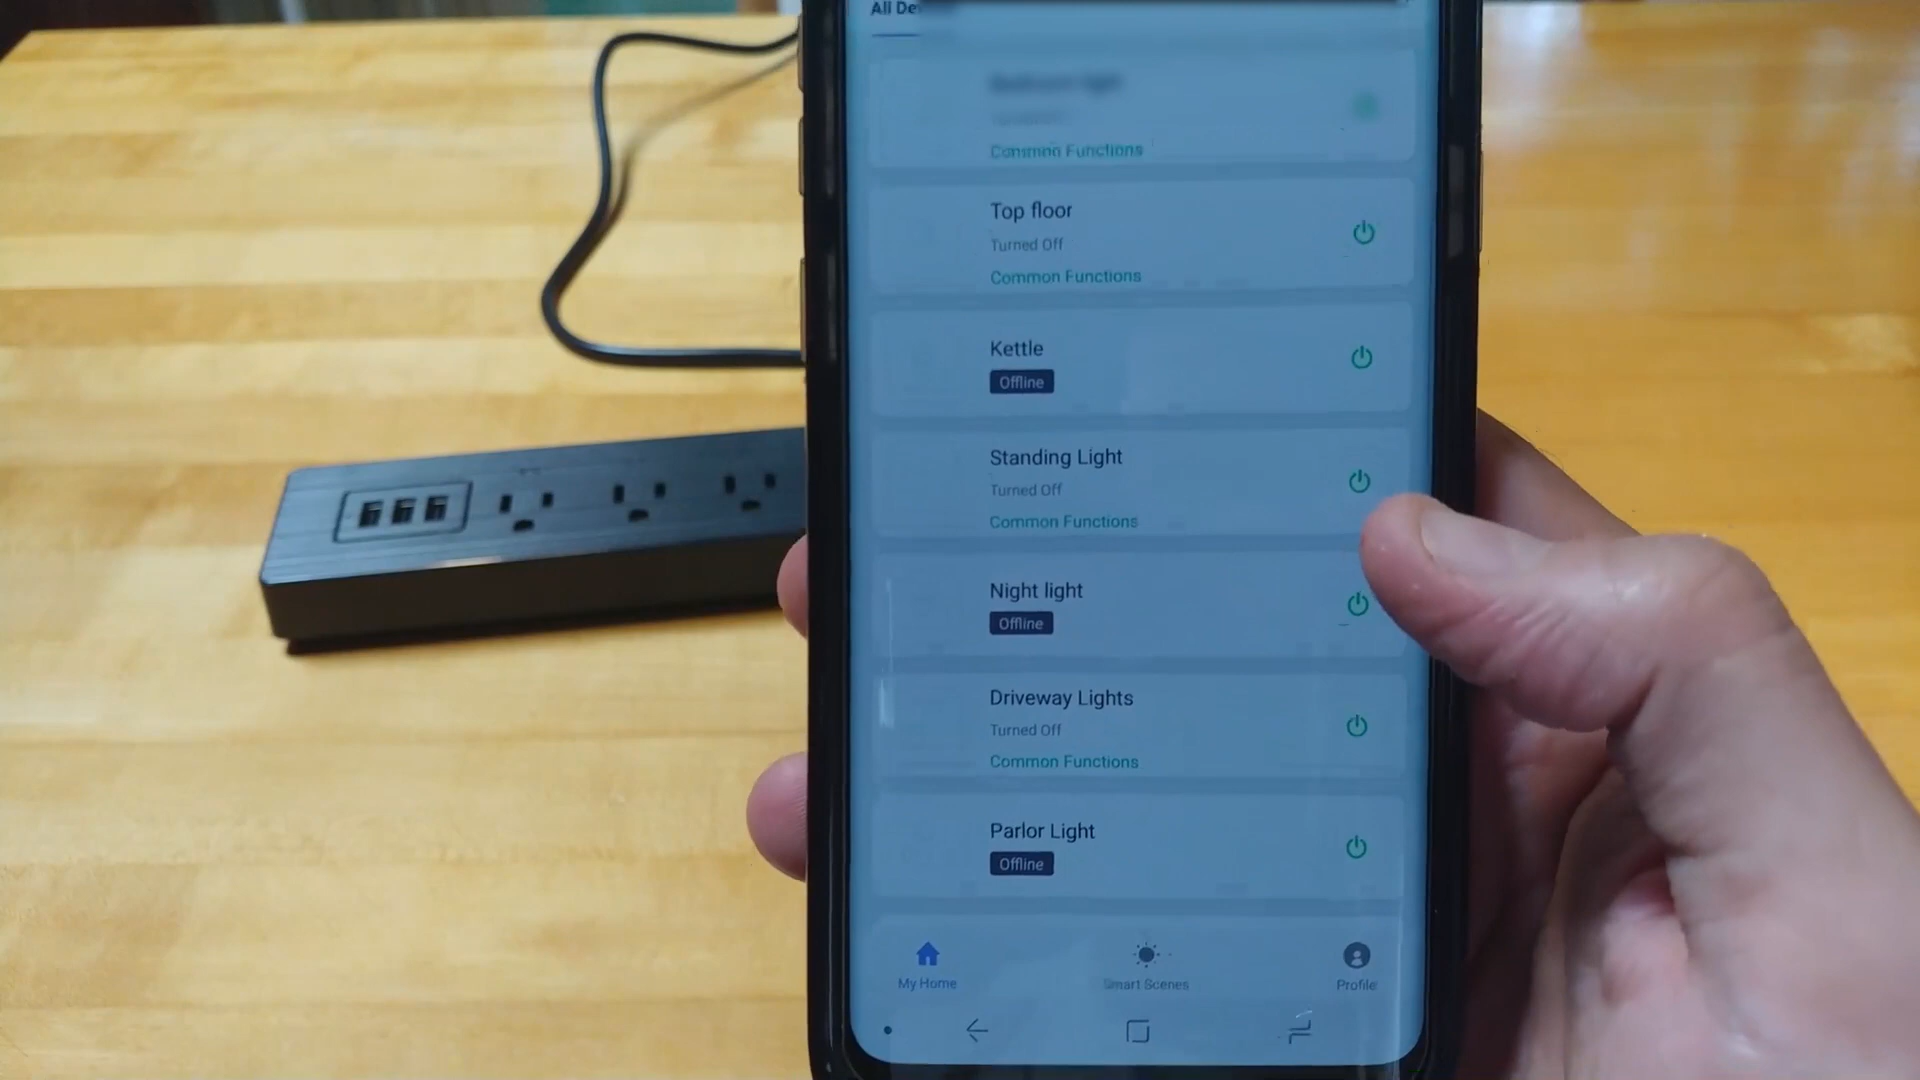 All De
Common Functions
Top floor
Turned Off
Common Functions
Kettle
Offline
Standing Light
Turned Off
Common Functions
Night light
Offline
Driveway Lights
Turned Off
Common Functions
Parlor Light
Offline
My Home
Smart Scenes
Profile